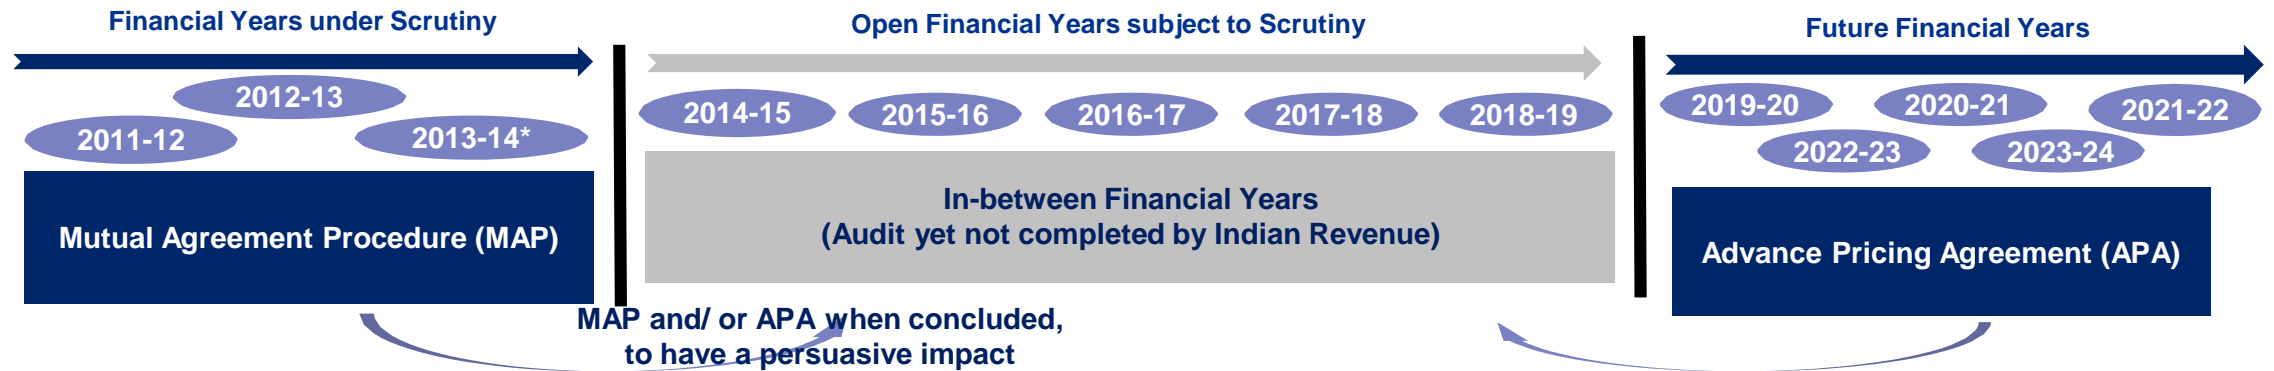 Financial Years under Scrutiny
2012-13
2011-12
2013-14*
Mutual Agreement Procedure (MAP)
Open Financial Years subject to Scrutiny
2014-15
2015-16
2016-17
2017-18
2018-19
In-between Financial Years
(Audit yet not completed by Indian Revenue)
MAP and/ or APA when concluded,
to have a persuasive impact
Future Financial Years
2019-20
2020-21
2021-22
2022-23
2023-24
Advance Pricing Agreement (APA)